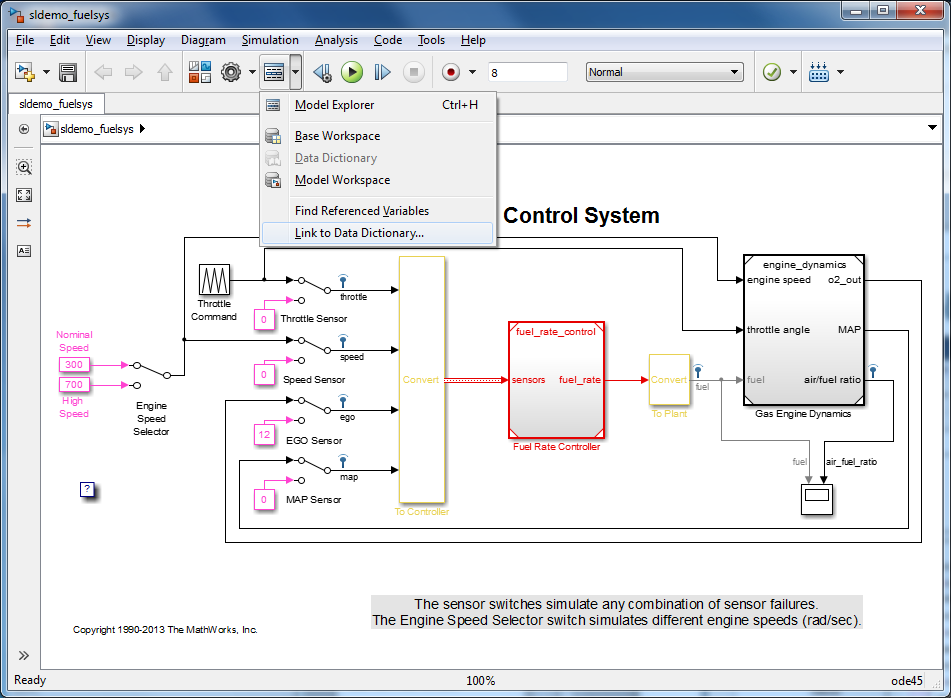 sldemo_fuelsys
File Edit View Display Diagram Simulation Analysis Code Tools Help
8
Normal
sldemo_fuelsys
sldemo_fuelsys
Model Explorer Ctrl+H
Base Workspace
Data Dictionary
Model Workspace
Find Referenced Variables
Link to Data Dictionary...
Control System
engine_dynamics
engine speed o2_out
throttle angle MAP
fuel air/fuel ratio
Gas Engine Dynamics
Throttle
Command
throttle
0
Throttle Sensor
speed
0
Speed Sensor
ego
12
EGO Sensor
map
0
MAP Sensor
Nominal
Speed
300
700
High
Speed
Engine
Speed
Selector
Convert
To Controller
fuel_rate_control
sensors fuel_rate
Fuel Rate Controller
Convert
To Plant
fuel
fuel
air_fuel_ratio
?
A≡
The sensor switches simulate any combination of sensor failures.
The Engine Speed Selector switch simulates different engine speeds (rad/sec).
Copyright 1990-2013 The MathWorks, Inc.
Ready 100% ode45